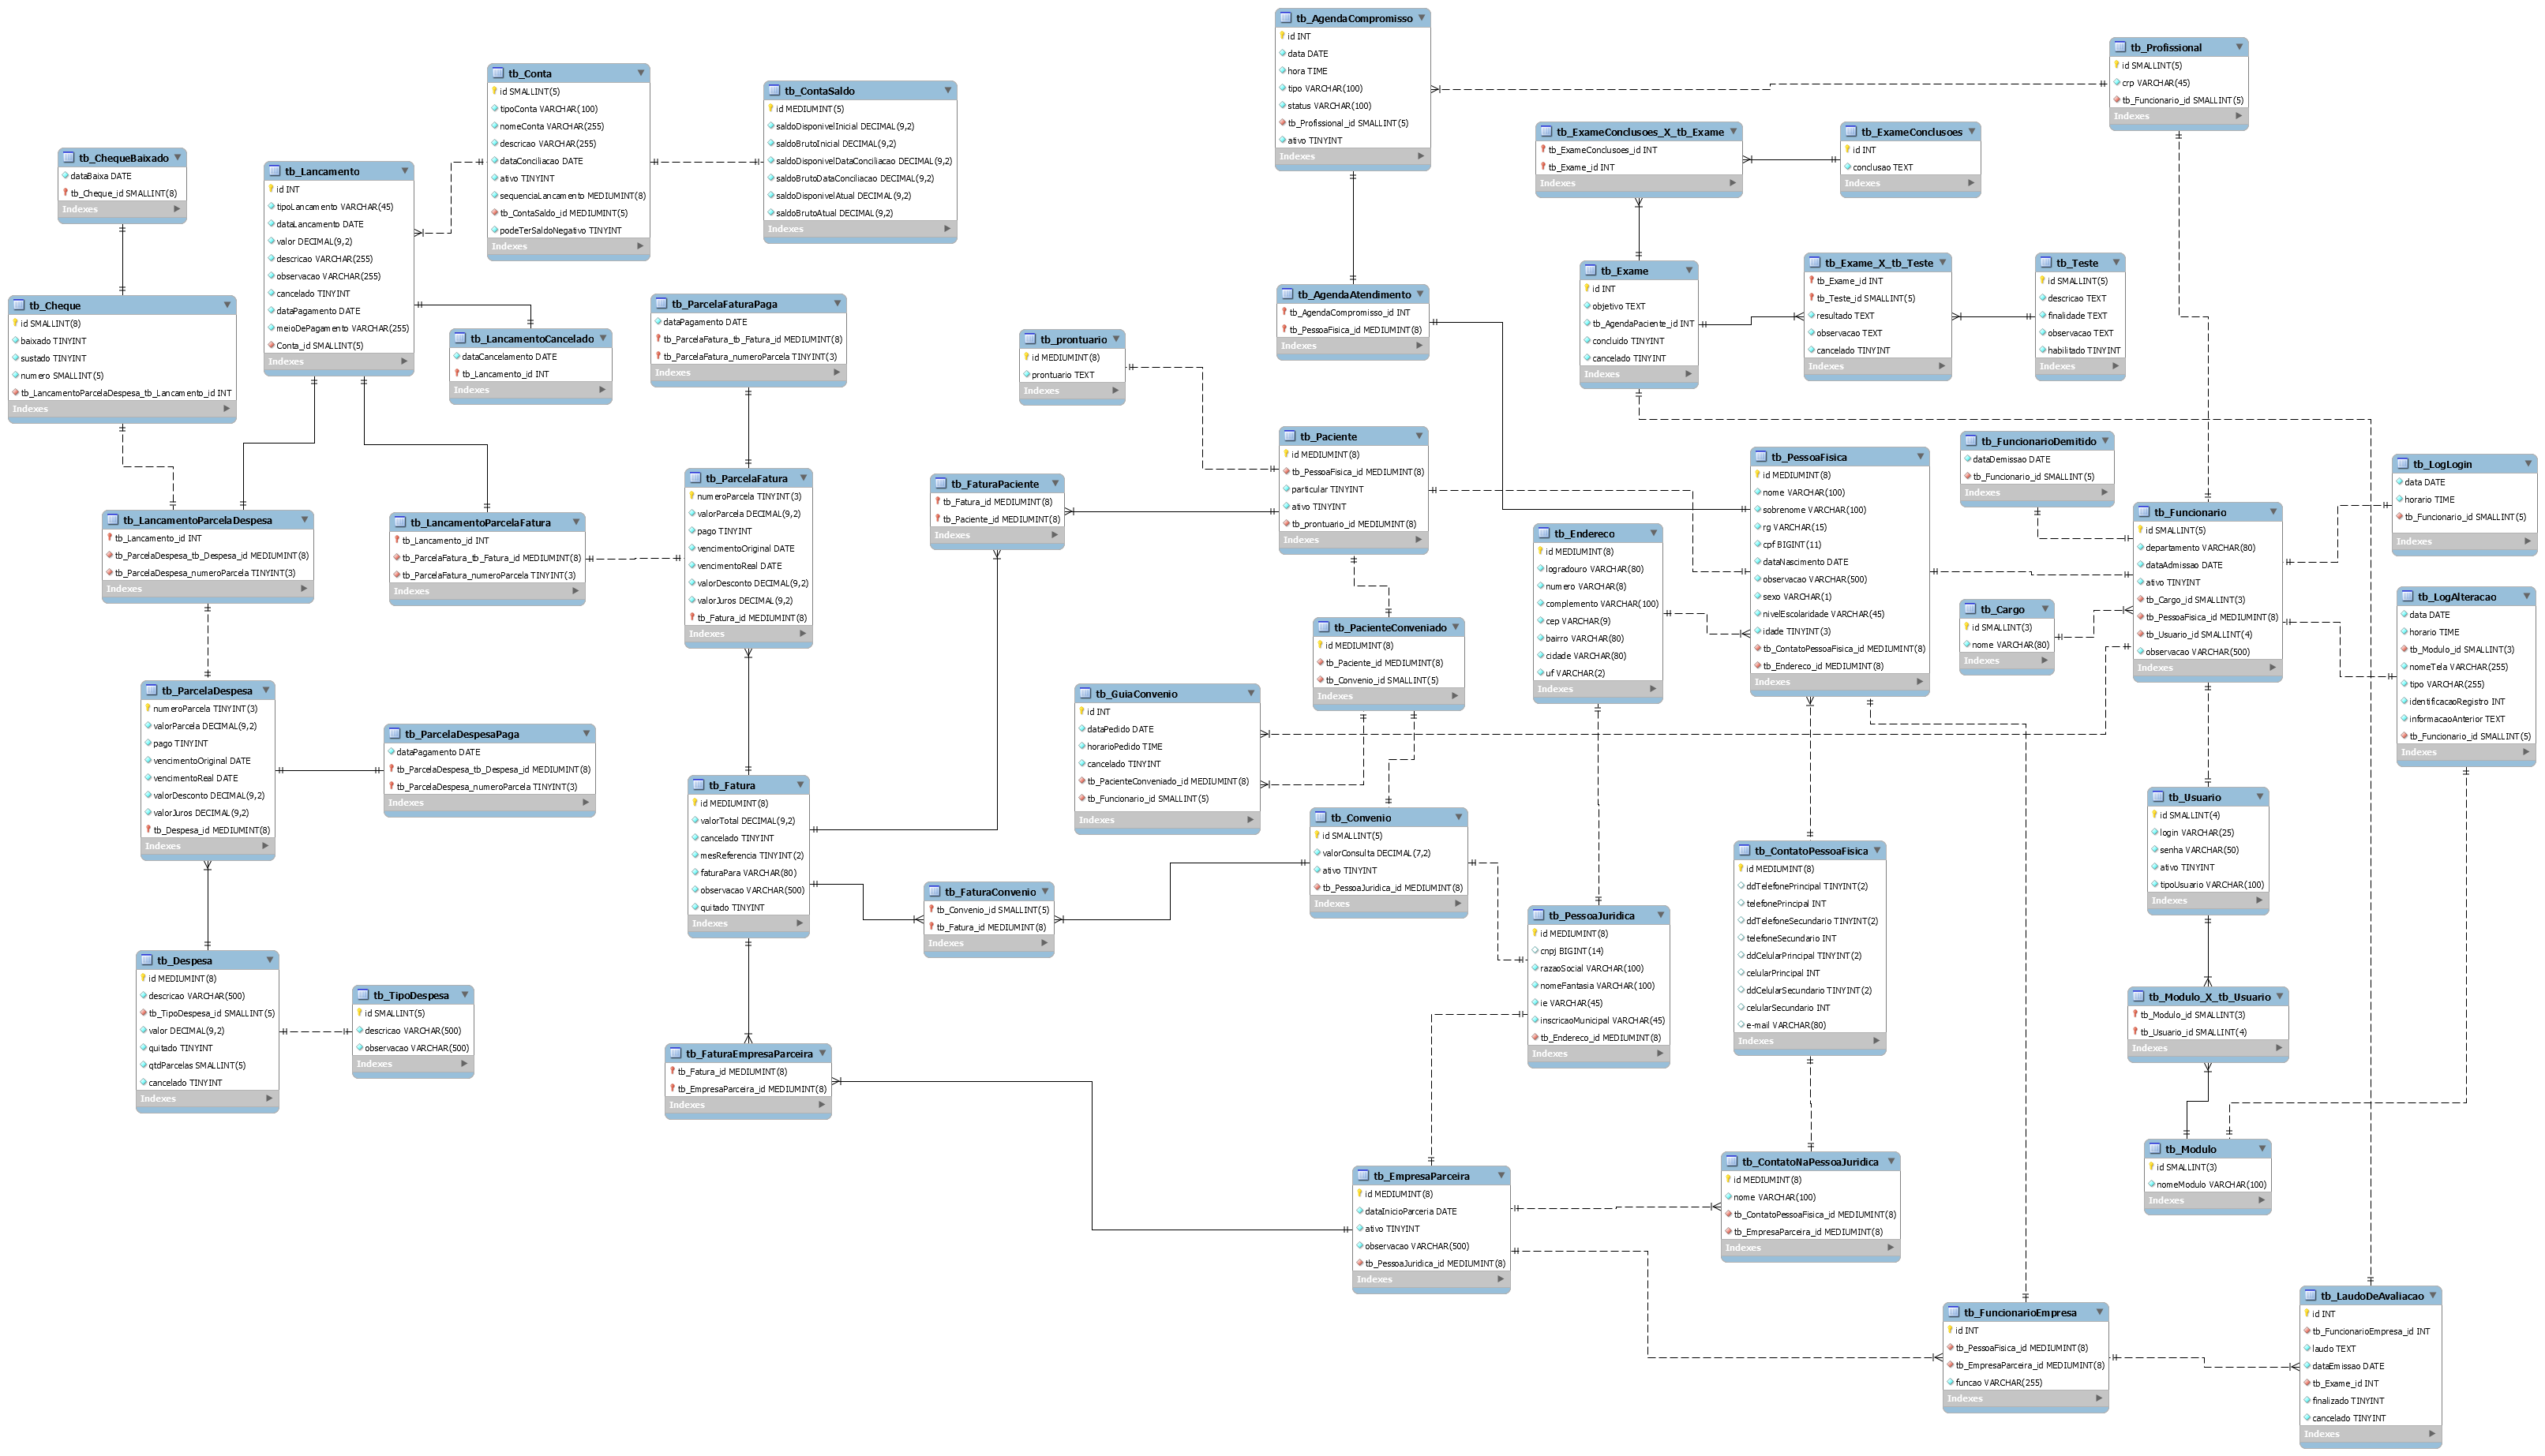 tb_AgendaCompromisso
id INT
data DATE
hora TIME
tipo VARCHAR(100)
status VARCHAR(100)
tb_Profissional_id SMALLINT(5)
ativo TINYINT
Indexes
tb_Profissional
id SMALLINT(5)
crp VARCHAR(45)
tb_Funcionario_id SMALLINT(5)
Indexes
tb_Conta
id SMALLINT(5)
tipoConta VARCHAR(100)
nomeConta VARCHAR(255)
descricao VARCHAR(255)
dataConciliacao DATE
ativo TINYINT
sequenciaLancamento MEDIUMINT(8)
tb_ContaSaldo_id MEDIUMINT(5)
podeTerSaldoNegativo TINYINT
Indexes
tb_ContaSaldo
id MEDIUMINT(5)
saldoDisponivelInicial DECIMAL(9,2)
saldoBrutoInicial DECIMAL(9,2)
saldoDisponivelDataConciliacao DECIMAL(9,2)
saldoBrutoDataConciliacao DECIMAL(9,2)
saldoDisponivelAtual DECIMAL(9,2)
saldoBrutoAtual DECIMAL(9,2)
Indexes
tb_ExameConclusoes_X_tb_Exame
tb_ExameConclusoes_id INT
tb_Exame_id INT
Indexes
tb_ExameConclusoes
id INT
conclusao TEXT
Indexes
tb_ChequeBaixado
dataBaixa DATE
tb_Cheque_id SMALLINT(8)
Indexes
tb_Lancamento
id INT
tipoLancamento VARCHAR(45)
dataLancamento DATE
valor DECIMAL(9,2)
descricao VARCHAR(255)
observacao VARCHAR(255)
cancelado TINYINT
dataPagamento DATE
meioDePagamento VARCHAR(255)
Conta_id SMALLINT(5)
Indexes
tb_Exame
id INT
objetivo TEXT
tb_AgendaPaciente_id INT
concluido TINYINT
cancelado TINYINT
Indexes
tb_Exame_X_tb_Teste
tb_Exame_id INT
tb_Teste_id SMALLINT(5)
resultado TEXT
observacao TEXT
cancelado TINYINT
Indexes
tb_Teste
id SMALLINT(5)
descricao TEXT
finalidade TEXT
observacao TEXT
habilitado TINYINT
Indexes
tb_Cheque
id SMALLINT(8)
baixado TINYINT
sustado TINYINT
numero SMALLINT(5)
tb_LancamentoParcelaDespesa_tb_Lancamento_id INT
Indexes
tb_LancamentoCancelado
dataCancelamento DATE
tb_Lancamento_id INT
Indexes
tb_ParcelaFaturaPaga
dataPagamento DATE
tb_ParcelaFatura_tb_Fatura_id MEDIUMINT(8)
tb_ParcelaFatura_numeroParcela TINYINT(3)
Indexes
tb_AgendaAtendimento
tb_AgendaCompromisso_id INT
tb_PessoaFisica_id MEDIUMINT(8)
Indexes
tb_prontuario
id MEDIUMINT(8)
prontuario TEXT
Indexes
tb_Paciente
id MEDIUMINT(8)
tb_PessoaFisica_id MEDIUMINT(8)
particular TINYINT
ativo TINYINT
tb_prontuario_id MEDIUMINT(8)
Indexes
tb_PessoaFisica
id MEDIUMINT(8)
nome VARCHAR(100)
sobrenome VARCHAR(100)
rg VARCHAR(15)
cpf BIGINT(11)
dataNascimento DATE
observacao VARCHAR(500)
sexo VARCHAR(1)
nivelEscolaridade VARCHAR(45)
idade TINYINT(3)
tb_ContatoPessoaFisica_id MEDIUMINT(8)
tb_Endereco_id MEDIUMINT(8)
Indexes
tb_FuncionarioDemitido
dataDemissao DATE
tb_Funcionario_id SMALLINT(5)
Indexes
tb_LogLogin
data DATE
horario TIME
tb_Funcionario_id SMALLINT(5)
Indexes
tb_ParcelaFatura
numeroParcela TINYINT(3)
valorParcela DECIMAL(9,2)
pago TINYINT
vencimentoOriginal DATE
vencimentoReal DATE
valorDesconto DECIMAL(9,2)
valorJuros DECIMAL(9,2)
tb_Fatura_id MEDIUMINT(8)
Indexes
tb_FaturaPaciente
tb_Fatura_id MEDIUMINT(8)
tb_Paciente_id MEDIUMINT(8)
Indexes
tb_Funcionario
id SMALLINT(5)
departamento VARCHAR(80)
dataAdmissao DATE
ativo TINYINT
tb_Cargo_id SMALLINT(3)
tb_PessoaFisica_id MEDIUMINT(8)
tb_Usuario_id SMALLINT(4)
observacao VARCHAR(500)
Indexes
tb_LancamentoParcelaDespesa
tb_Lancamento_id INT
tb_ParcelaDespesa_tb_Despesa_id MEDIUMINT(8)
tb_ParcelaDespesa_numeroParcela TINYINT(3)
Indexes
tb_LancamentoParcelaFatura
tb_Lancamento_id INT
tb_ParcelaFatura_tb_Fatura_id MEDIUMINT(8)
tb_ParcelaFatura_numeroParcela TINYINT(3)
Indexes
tb_Endereco
id MEDIUMINT(8)
logradouro VARCHAR(80)
numero VARCHAR(8)
complemento VARCHAR(100)
cep VARCHAR(9)
bairro VARCHAR(80)
cidade VARCHAR(80)
uf VARCHAR(2)
Indexes
tb_LogAlteracao
data DATE
horario TIME
tb_Modulo_id SMALLINT(3)
nomeTela VARCHAR(255)
tipo VARCHAR(255)
identificacaoRegistro INT
informacaoAnterior TEXT
tb_Funcionario_id SMALLINT(5)
Indexes
tb_Cargo
id SMALLINT(3)
nome VARCHAR(80)
Indexes
tb_PacienteConveniado
id MEDIUMINT(8)
tb_Paciente_id MEDIUMINT(8)
tb_Convenio_id SMALLINT(5)
Indexes
tb_ParcelaDespesa
numeroParcela TINYINT(3)
valorParcela DECIMAL(9,2)
pago TINYINT
vencimentoOriginal DATE
vencimentoReal DATE
valorDesconto DECIMAL(9,2)
valorJuros DECIMAL(9,2)
tb_Despesa_id MEDIUMINT(8)
Indexes
tb_GuiaConvenio
id INT
dataPedido DATE
horarioPedido TIME
cancelado TINYINT
tb_PacienteConveniado_id MEDIUMINT(8)
tb_Funcionario_id SMALLINT(5)
Indexes
tb_ParcelaDespesaPaga
dataPagamento DATE
tb_ParcelaDespesa_tb_Despesa_id MEDIUMINT(8)
tb_ParcelaDespesa_numeroParcela TINYINT(3)
Indexes
tb_Fatura
id MEDIUMINT(8)
valorTotal DECIMAL(9,2)
cancelado TINYINT
mesReferencia TINYINT(2)
faturaPara VARCHAR(80)
observacao VARCHAR(500)
quitado TINYINT
Indexes
tb_Usuario
id SMALLINT(4)
login VARCHAR(25)
senha VARCHAR(50)
ativo TINYINT
tipoUsuario VARCHAR(100)
Indexes
tb_Convenio
id SMALLINT(5)
valorConsulta DECIMAL(7,2)
ativo TINYINT
tb_PessoaJuridica_id MEDIUMINT(8)
Indexes
tb_ContatoPessoaFisica
id MEDIUMINT(8)
ddTelefonePrincipal TINYINT(2)
telefonePrincipal INT
ddTelefoneSecundario TINYINT(2)
telefoneSecundario INT
ddCelularPrincipal TINYINT(2)
celularPrincipal INT
ddCelularSecundario TINYINT(2)
celularSecundario INT
e-mail VARCHAR(80)
Indexes
tb_FaturaConvenio
tb_Convenio_id SMALLINT(5)
tb_Fatura_id MEDIUMINT(8)
Indexes
tb_PessoaJuridica
id MEDIUMINT(8)
cnpj BIGINT(14)
razaoSocial VARCHAR(100)
nomeFantasia VARCHAR(100)
ie VARCHAR(45)
inscricaoMunicipal VARCHAR(45)
tb_Endereco_id MEDIUMINT(8)
Indexes
tb_Despesa
id MEDIUMINT(8)
descricao VARCHAR(500)
tb_TipoDespesa_id SMALLINT(5)
valor DECIMAL(9,2)
quitado TINYINT
qtdParcelas SMALLINT(5)
cancelado TINYINT
Indexes
tb_TipoDespesa
id SMALLINT(5)
descricao VARCHAR(500)
observacao VARCHAR(500)
Indexes
tb_Modulo_X_tb_Usuario
tb_Modulo_id SMALLINT(3)
tb_Usuario_id SMALLINT(4)
Indexes
tb_FaturaEmpresaParceira
tb_Fatura_id MEDIUMINT(8)
tb_EmpresaParceira_id MEDIUMINT(8)
Indexes
tb_Modulo
id SMALLINT(3)
nomeModulo VARCHAR(100)
Indexes
tb_ContatoNaPessoaJuridica
id MEDIUMINT(8)
nome VARCHAR(100)
tb_ContatoPessoaFisica_id MEDIUMINT(8)
tb_EmpresaParceira_id MEDIUMINT(8)
Indexes
tb_EmpresaParceira
id MEDIUMINT(8)
dataInicioParceria DATE
ativo TINYINT
observacao VARCHAR(500)
tb_PessoaJuridica_id MEDIUMINT(8)
Indexes
tb_LaudoDeAvaliacao
id INT
tb_FuncionarioEmpresa_id INT
laudo TEXT
dataEmissao DATE
tb_Exame_id INT
finalizado TINYINT
cancelado TINYINT
Indexes
tb_FuncionarioEmpresa
id INT
tb_PessoaFisica_id MEDIUMINT(8)
tb_EmpresaParceira_id MEDIUMINT(8)
funcao VARCHAR(255)
Indexes